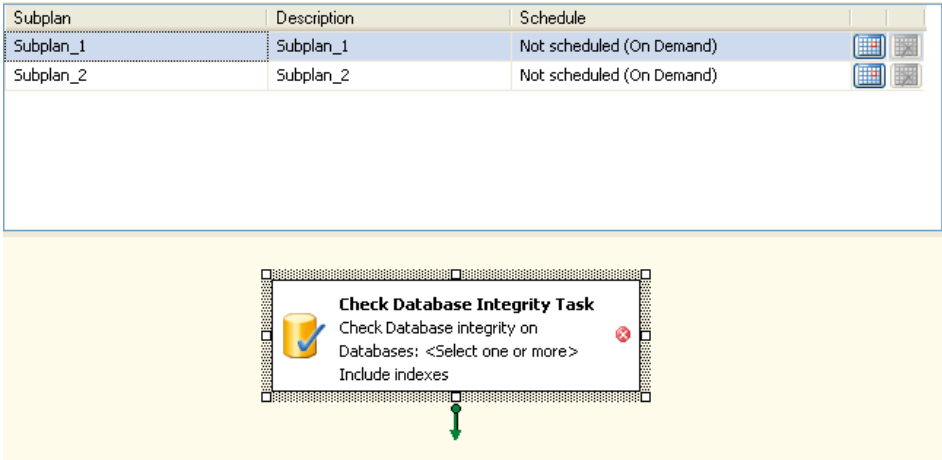 Subplan Description Schedule
Subplan_1 Subplan_1 Not scheduled (On Demand)
Subplan_2 Subplan_2 Not scheduled (On Demand)
Check Database Integrity Task
Check Database integrity on
Databases: <Select one or more>
Include indexes